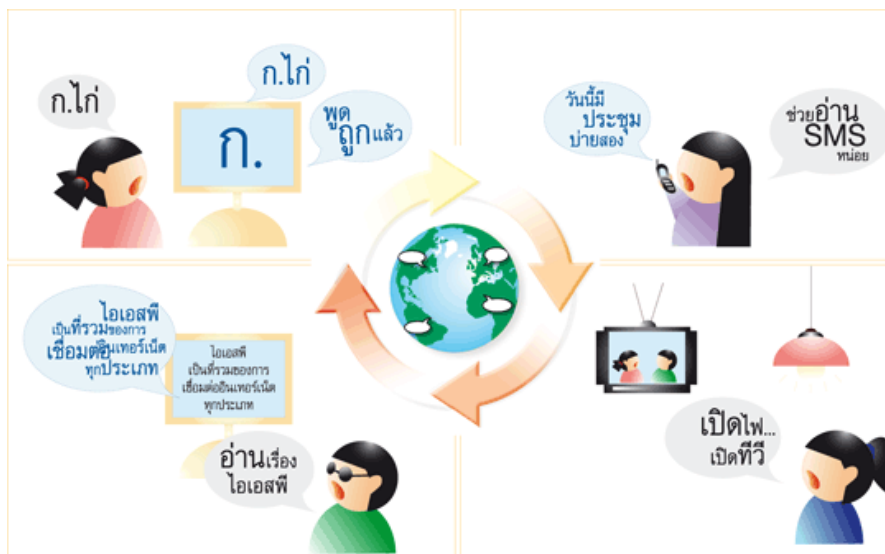 ก.ไก่
ก.ไก่
ก.
พูด
ถูกแล้ว
วันนี้มี
ประชุม
บ่ายสอง
ช่วยอ่าน
SMS
หน่อย
ไอเอสพี
เป็นที่รวมของการ
เชื่อมต่ออินเทอร์เน็ต
ทุกประเภท
ไอเอสพี
เป็นที่รวมของการ
เชื่อมต่ออินเทอร์เน็ต
ทุกประเภท
อ่านเรื่อง
ไอเอสพี
เปิดไฟ...
เปิดทีวี